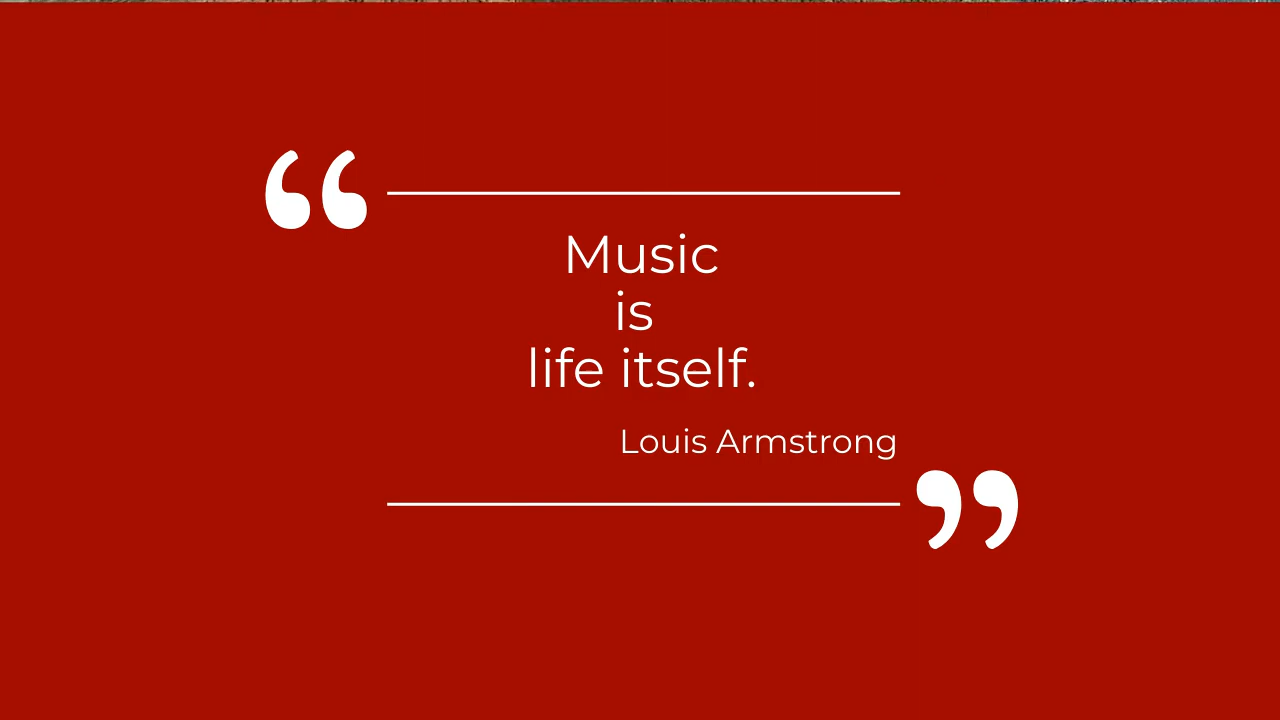 “
Music
is
life itself.
Louis Armstrong
”